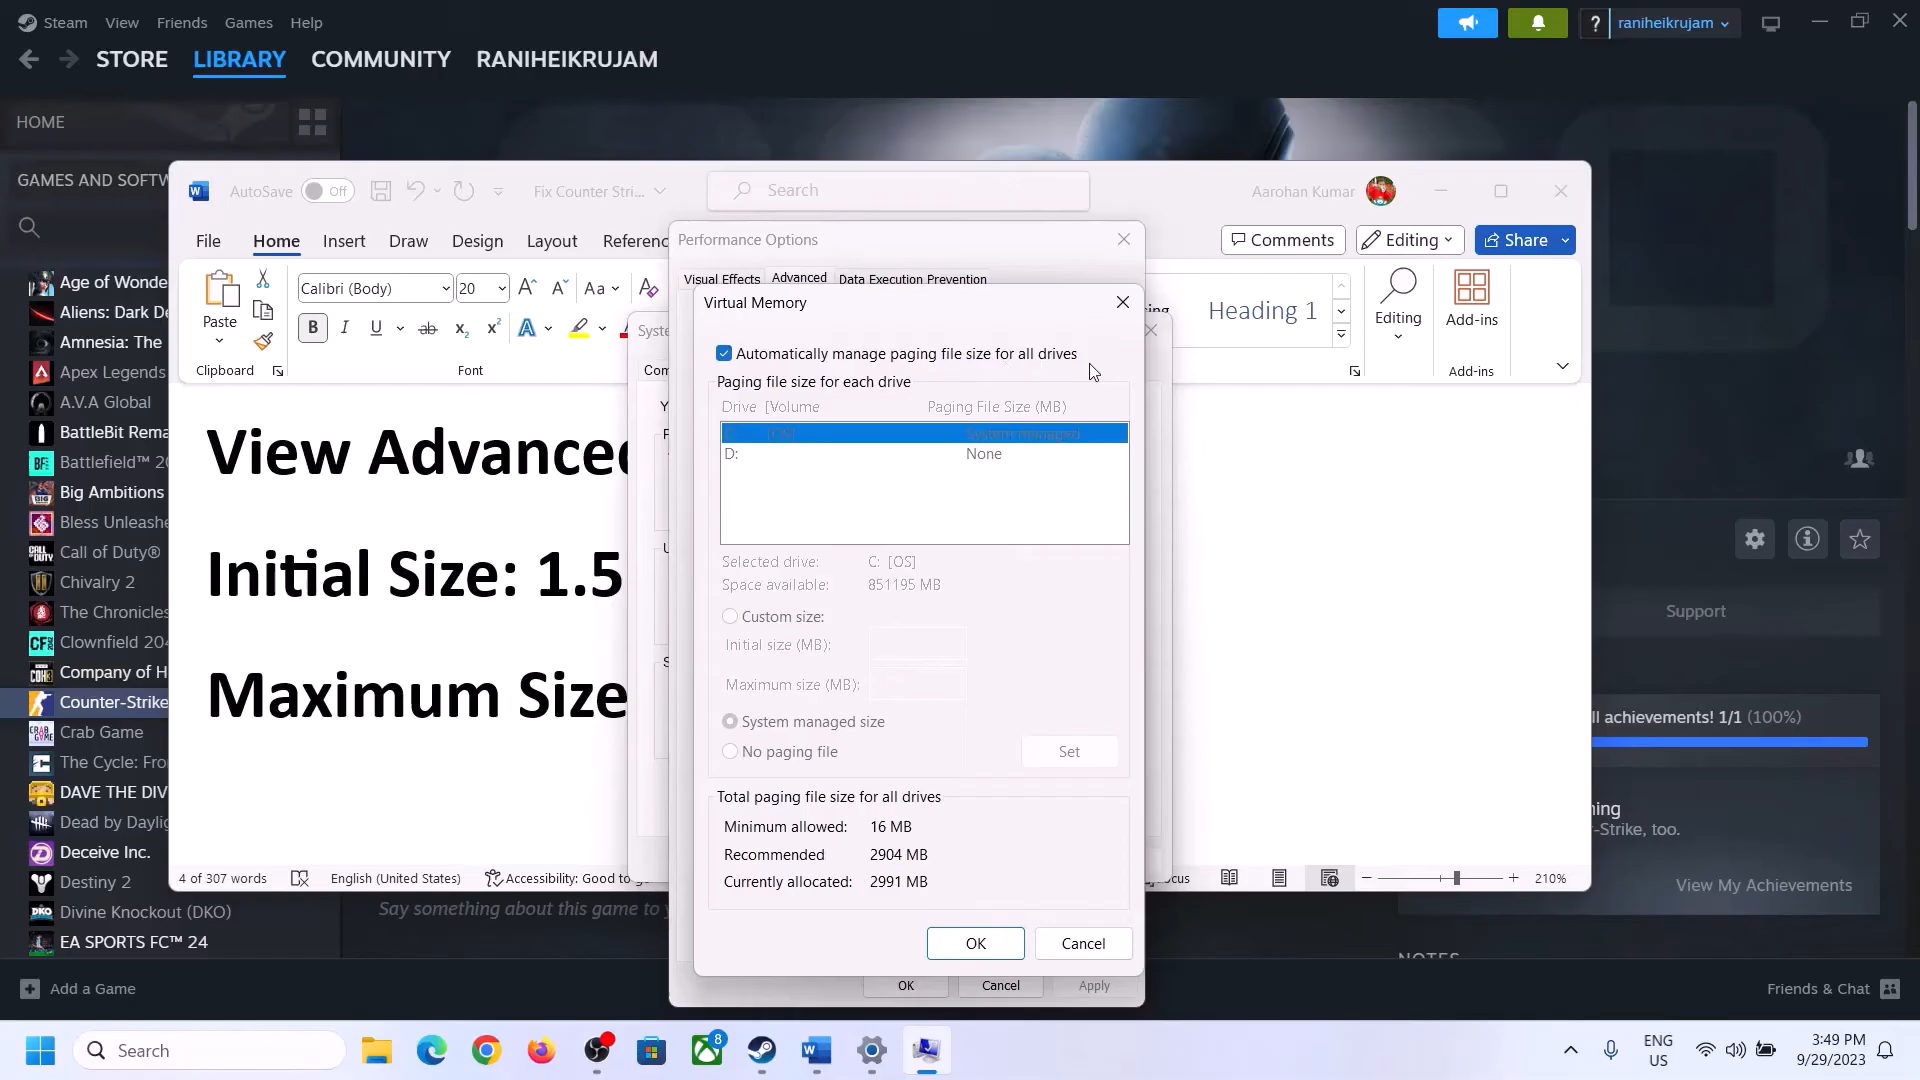 Steam View Friends Games Help
? raniheikrujam
STORE LIBRARY COMMUNITY RANIHEIKRUJAM
HOME
GAMES AND SOFTW
Age of Wonde
Aliens: Dark De
Amnesia: The
Apex Legends
A.V.A Global
BattleBit Rema
Battlefield™ 20
Big Ambitions
Bless Unleashe
Call of Duty®
Chivalry 2
The Chronicles
Clownfield 204
Company of H
Counter-Strike
Crab Game
The Cycle: Fro
DAVE THE DIV
Dead by Daylig
Deceive Inc.
Destiny 2
Divine Knockout (DKO)
EA SPORTS FC™ 24
Add a Game
AutoSave Off Fix Counter Stri... Search Aarohan Kumar
File Home Insert Draw Design Layout Referenc Comments Editing Share
Paste
Clipboard
Calibri (Body) 20 Aa
B I U ab
Font
Heading 1
Editing
Add-ins
Add-ins
View Advanced
Initial Size: 1.5
Maximum Size
4 of 307 words English (United States) Accessibility: Good to
210%
Syste
Com
Performance Options
Visual Effects Advanced Data Execution Prevention
Virtual Memory
Automatically manage paging file size for all drives
Paging file size for each drive
Drive [Volume Paging File Size (MB)
[OS] System managed
D: None
Selected drive: C: [OS]
Space available: 851195 MB
Custom size:
Initial size (MB):
Maximum size (MB):
System managed size
No paging file Set
Total paging file size for all drives
Minimum allowed: 16 MB
Recommended 2904 MB
Currently allocated: 2991 MB
OK Cancel
OK Cancel Apply
Support
ll achievements! 1/1 (100%)
-Strike, too.
View My Achievements
Say something about this game to y
NOTES
Friends & Chat
Search
8
ENG
US
3:49 PM
9/29/2023